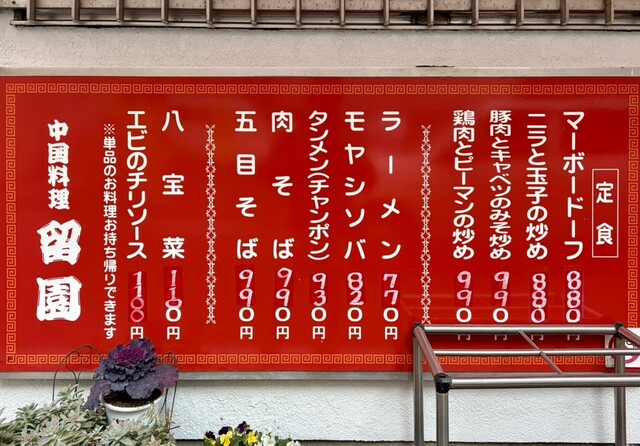 定食
マーボードーフ 880円
ニラと玉子の炒め 880円
豚肉とキャベツのみそ炒め 990円
鶏肉とピーマンの炒め 990円
ラーメン 770円
モヤシソバ 820円
タンメン(チャンポン) 930円
肉そば 990円
五目そば 990円
八宝菜 1100円
エビのチリソース 1100円
※単品のお料理お持ち帰りできます
中国料理 留園